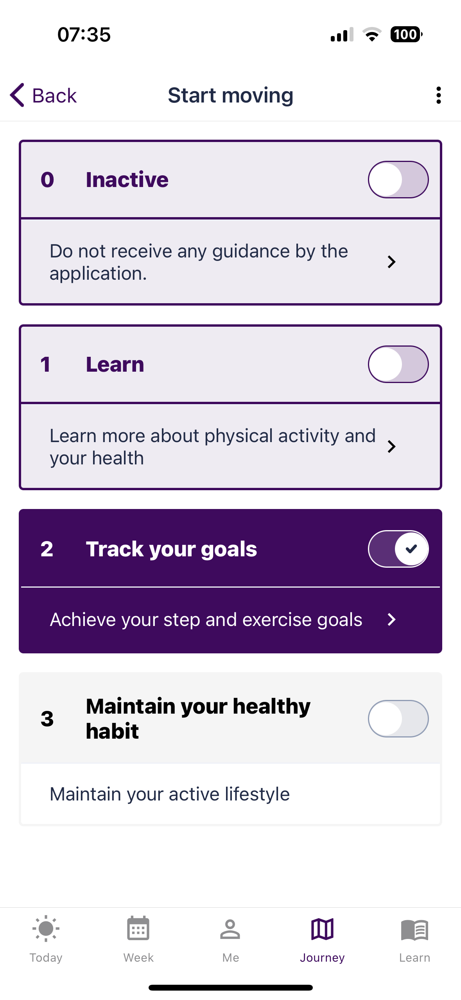 07:35
100
Back
Start moving
0 Inactive
Do not receive any guidance by the
application.
1 Learn
Learn more about physical activity and
your health
2 Track your goals
Achieve your step and exercise goals
3 Maintain your healthy
habit
Maintain your active lifestyle
Today
Week
Me
Journey
Learn